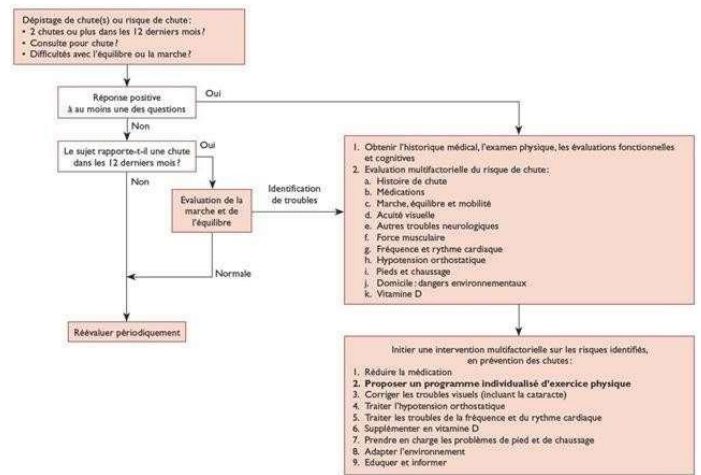 Dépistage de chute(s) ou risque de chute:
• 2 chutes ou plus dans les 12 derniers mois?
• Consulte pour chute?
• Difficultés avec l'équilibre ou la marche?
Réponse positive
à au moins une des questions
Oui
Non
Le sujet rapporte-t-il une chute
dans les 12 derniers mois?
Oui
Non
Evaluation de la
marche et de
l'équilibre
Identification
de troubles
Normale
Réévaluer périodiquement
1. Obtenir l'historique médical, l'examen physique, les évaluations fonctionnelles
et cognitives
2. Evaluation multifactorielle du risque de chute:
a. Histoire de chute
b. Médications
c. Marche, équilibre et mobilité
d. Acuité visuelle
e. Autres troubles neurologiques
f. Force musculaire
g. Fréquence et rythme cardiaque
h. Hypotension orthostatique
i. Pieds et chaussage
j. Domicile: dangers environnementaux
k. Vitamine D
Initier une intervention multifactorielle sur les risques identifiés,
en prévention des chutes:
1. Réduire la médication
2. Proposer un programme individualisé d'exercice physique
3. Corriger les troubles visuels (incluant la cataracte)
4. Traiter l'hypotension orthostatique
5. Traiter les troubles de la fréquence et du rythme cardiaque
6. Supplémenter en vitamine D
7. Prendre en charge les problèmes de pied et de chaussage
8. Adapter l'environnement
9. Eduquer et informer